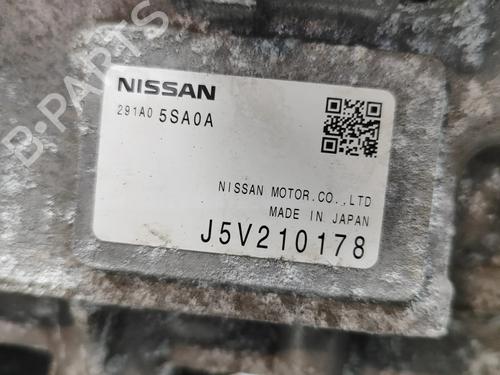 NISSAN
291A0 5SA0A
NISSAN MOTOR.CO.,LTD
MADE IN JAPAN
J5V210178
B-PARTS